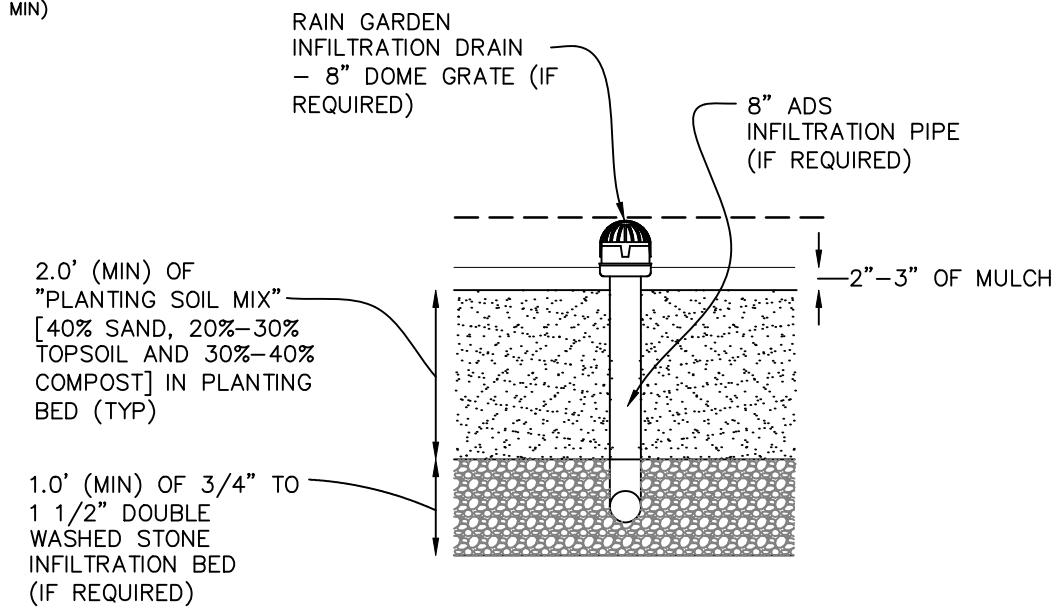 MIN)
RAIN GARDEN
INFILTRATION DRAIN
– 8” DOME GRATE (IF
REQUIRED)
8” ADS
INFILTRATION PIPE
(IF REQUIRED)
2.0’ (MIN) OF
”PLANTING SOIL MIX”
[40% SAND, 20%–30%
TOPSOIL AND 30%–40%
COMPOST] IN PLANTING
BED (TYP)
2”–3” OF MULCH
1.0’ (MIN) OF 3/4” TO
1 1/2” DOUBLE
WASHED STONE
INFILTRATION BED
(IF REQUIRED)